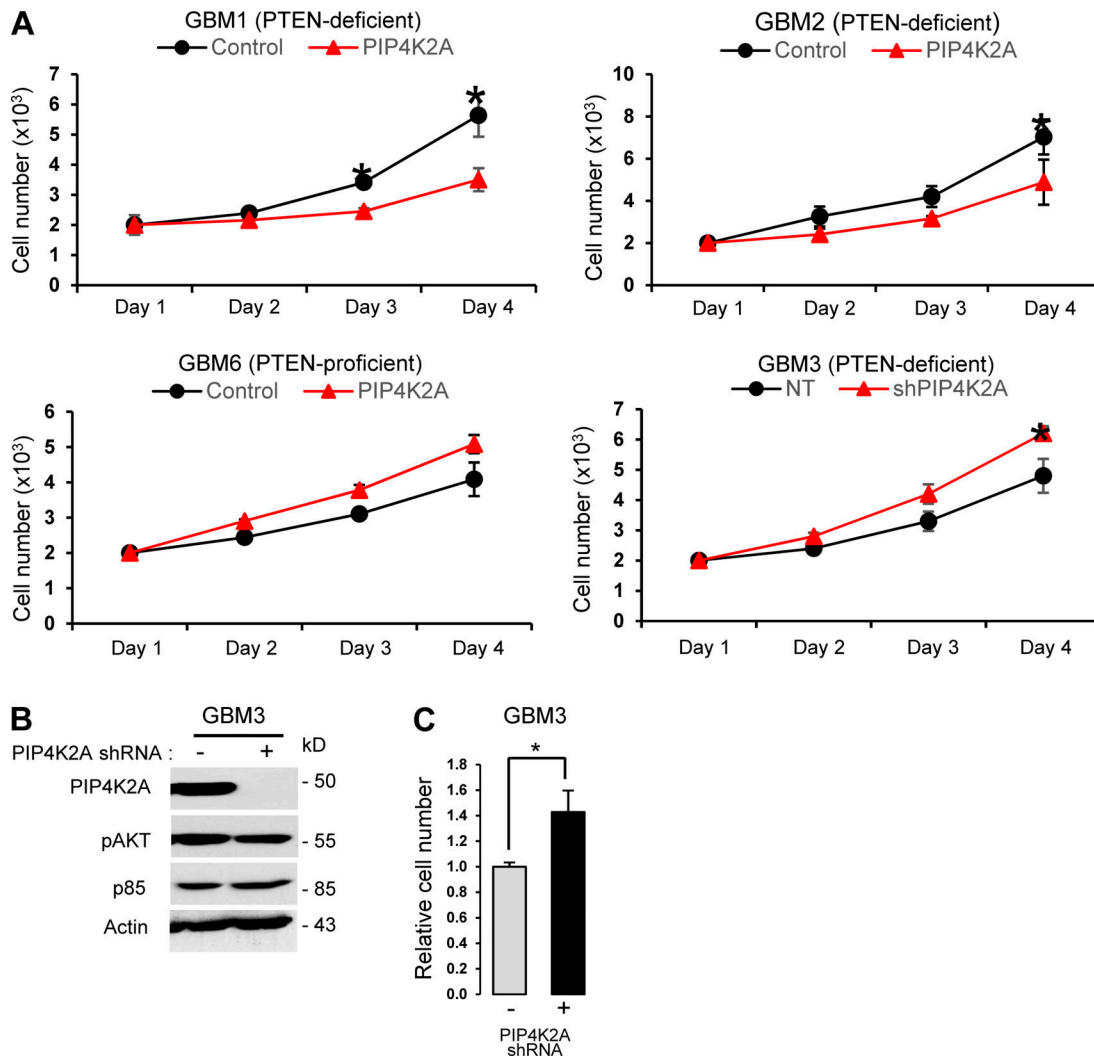 A
GBM1 (PTEN-deficient)
Control PIP4K2A
Cell number (x10³)
7
6
5
4
3
2
1
0
* *
Day 1 Day 2 Day 3 Day 4
GBM2 (PTEN-deficient)
Control PIP4K2A
Cell number (x10³)
10
8
6
4
2
0
*
Day 1 Day 2 Day 3 Day 4
GBM6 (PTEN-proficient)
Control PIP4K2A
Cell number (x10³)
6
5
4
3
2
1
0
Day 1 Day 2 Day 3 Day 4
GBM3 (PTEN-deficient)
NT shPIP4K2A
Cell number (x10³)
7
6
5
4
3
2
1
0
*
Day 1 Day 2 Day 3 Day 4
B
GBM3
PIP4K2A shRNA : - + kD
PIP4K2A - 50
pAKT - 55
p85 - 85
Actin - 43
C
GBM3
*
Relative cell number
1.8
1.6
1.4
1.2
1.0
0.8
0.6
0.4
0.2
0.0
- +
PIP4K2A
shRNA